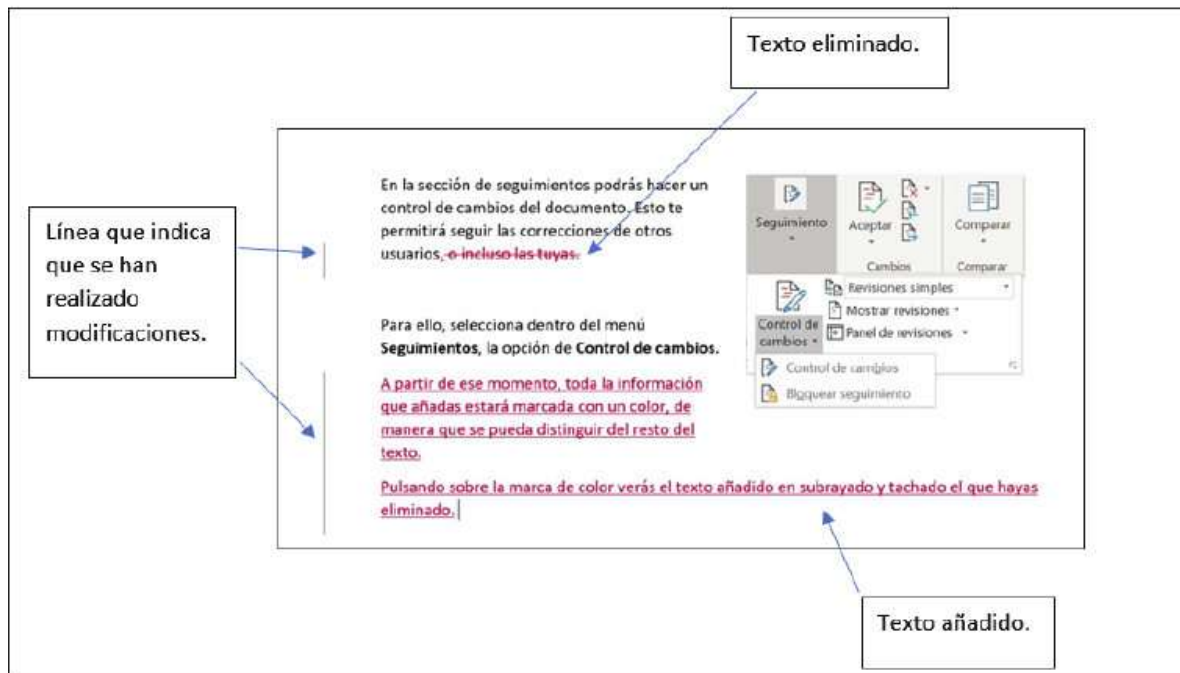 Texto eliminado.
En la sección de seguimientos podrás hacer un
control de cambios del documento. Esto te
permitirá seguir las correcciones de otros
usuarios, o incluso las tuyas.
Línea que indica
que se han
realizado
modificaciones.
Para ello, selecciona dentro del menú
Seguimientos, la opción de Control de cambios.
A partir de ese momento, toda la información
que añadas estará marcada con un color, de
manera que se pueda distinguir del resto del
texto.
Pulsando sobre la marca de color verás el texto añadido en subrayado y tachado el que hayas
eliminado.
Seguimiento
Aceptar
Comparar
Cambios
Comparar
Control de
cambios
Revisiones simples
Mostrar revisiones
Panel de revisiones
Control de cambios
Bloquear seguimiento
Texto añadido.